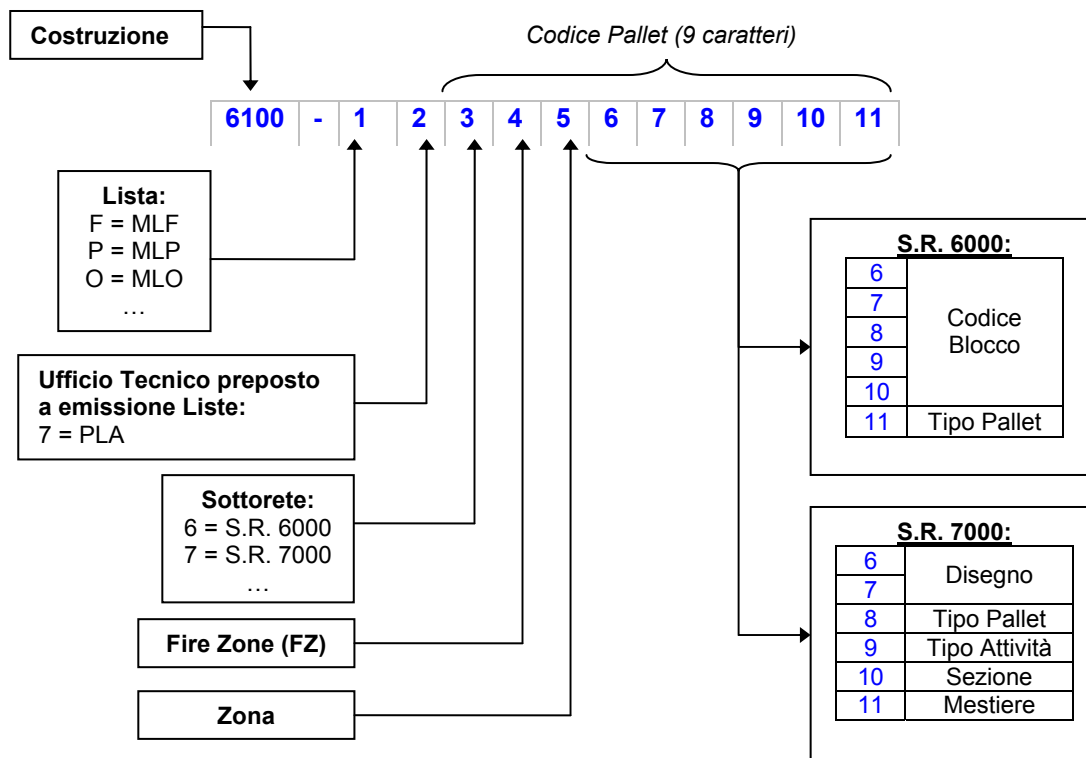 Costruzione
Codice Pallet (9 caratteri)
6100 - 1 2 3 4 5 6 7 8 9 10 11
Lista:
F = MLF
P = MLP
O = MLO
…
Ufficio Tecnico preposto
a emissione Liste:
7 = PLA
Sottorete:
6 = S.R. 6000
7 = S.R. 7000
…
Fire Zone (FZ)
Zona
S.R. 6000:
6
7
8
9
10
Codice
Blocco
11 Tipo Pallet
S.R. 7000:
6
7
Disegno
8 Tipo Pallet
9 Tipo Attività
10 Sezione
11 Mestiere